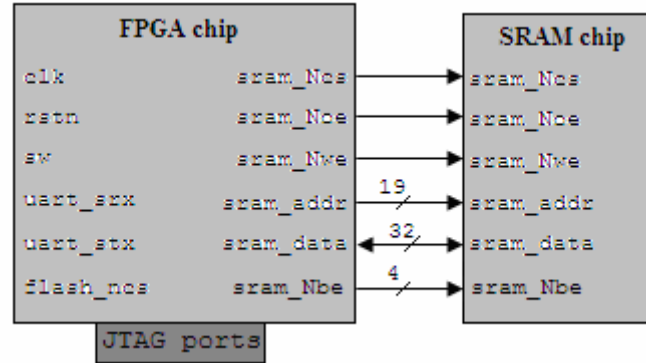 FPGA chip
SRAM chip
clk sram_Ncs sram_Ncs
rstn sram_Noe sram_Noe
sw sram_Nwe sram_Nwe
uart_srx sram_addr 19 sram_addr
uart_stx sram_data 32 sram_data
flash_ncs sram_Nbe 4 sram_Nbe
JTAG ports